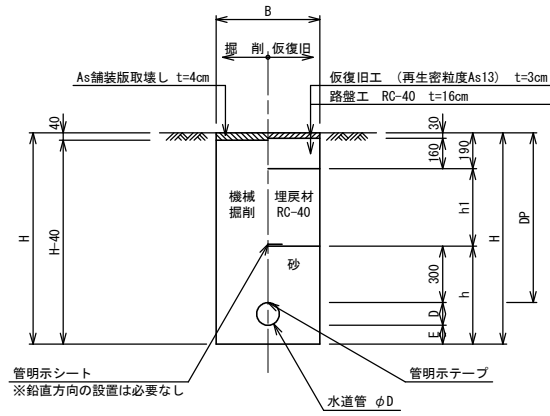 B
掘 削
仮復旧
As舗装版取壊し t=4cm
仮復旧工 （再生密粒度As13） t=3cm
路盤工 RC-40 t=16cm
40
30
160
190
機械
掘削
埋戻材
RC-40
H
H-40
h1
H
DP
砂
300
h
D
E
管明示シート
※鉛直方向の設置は必要なし
管明示テープ
水道管 φD